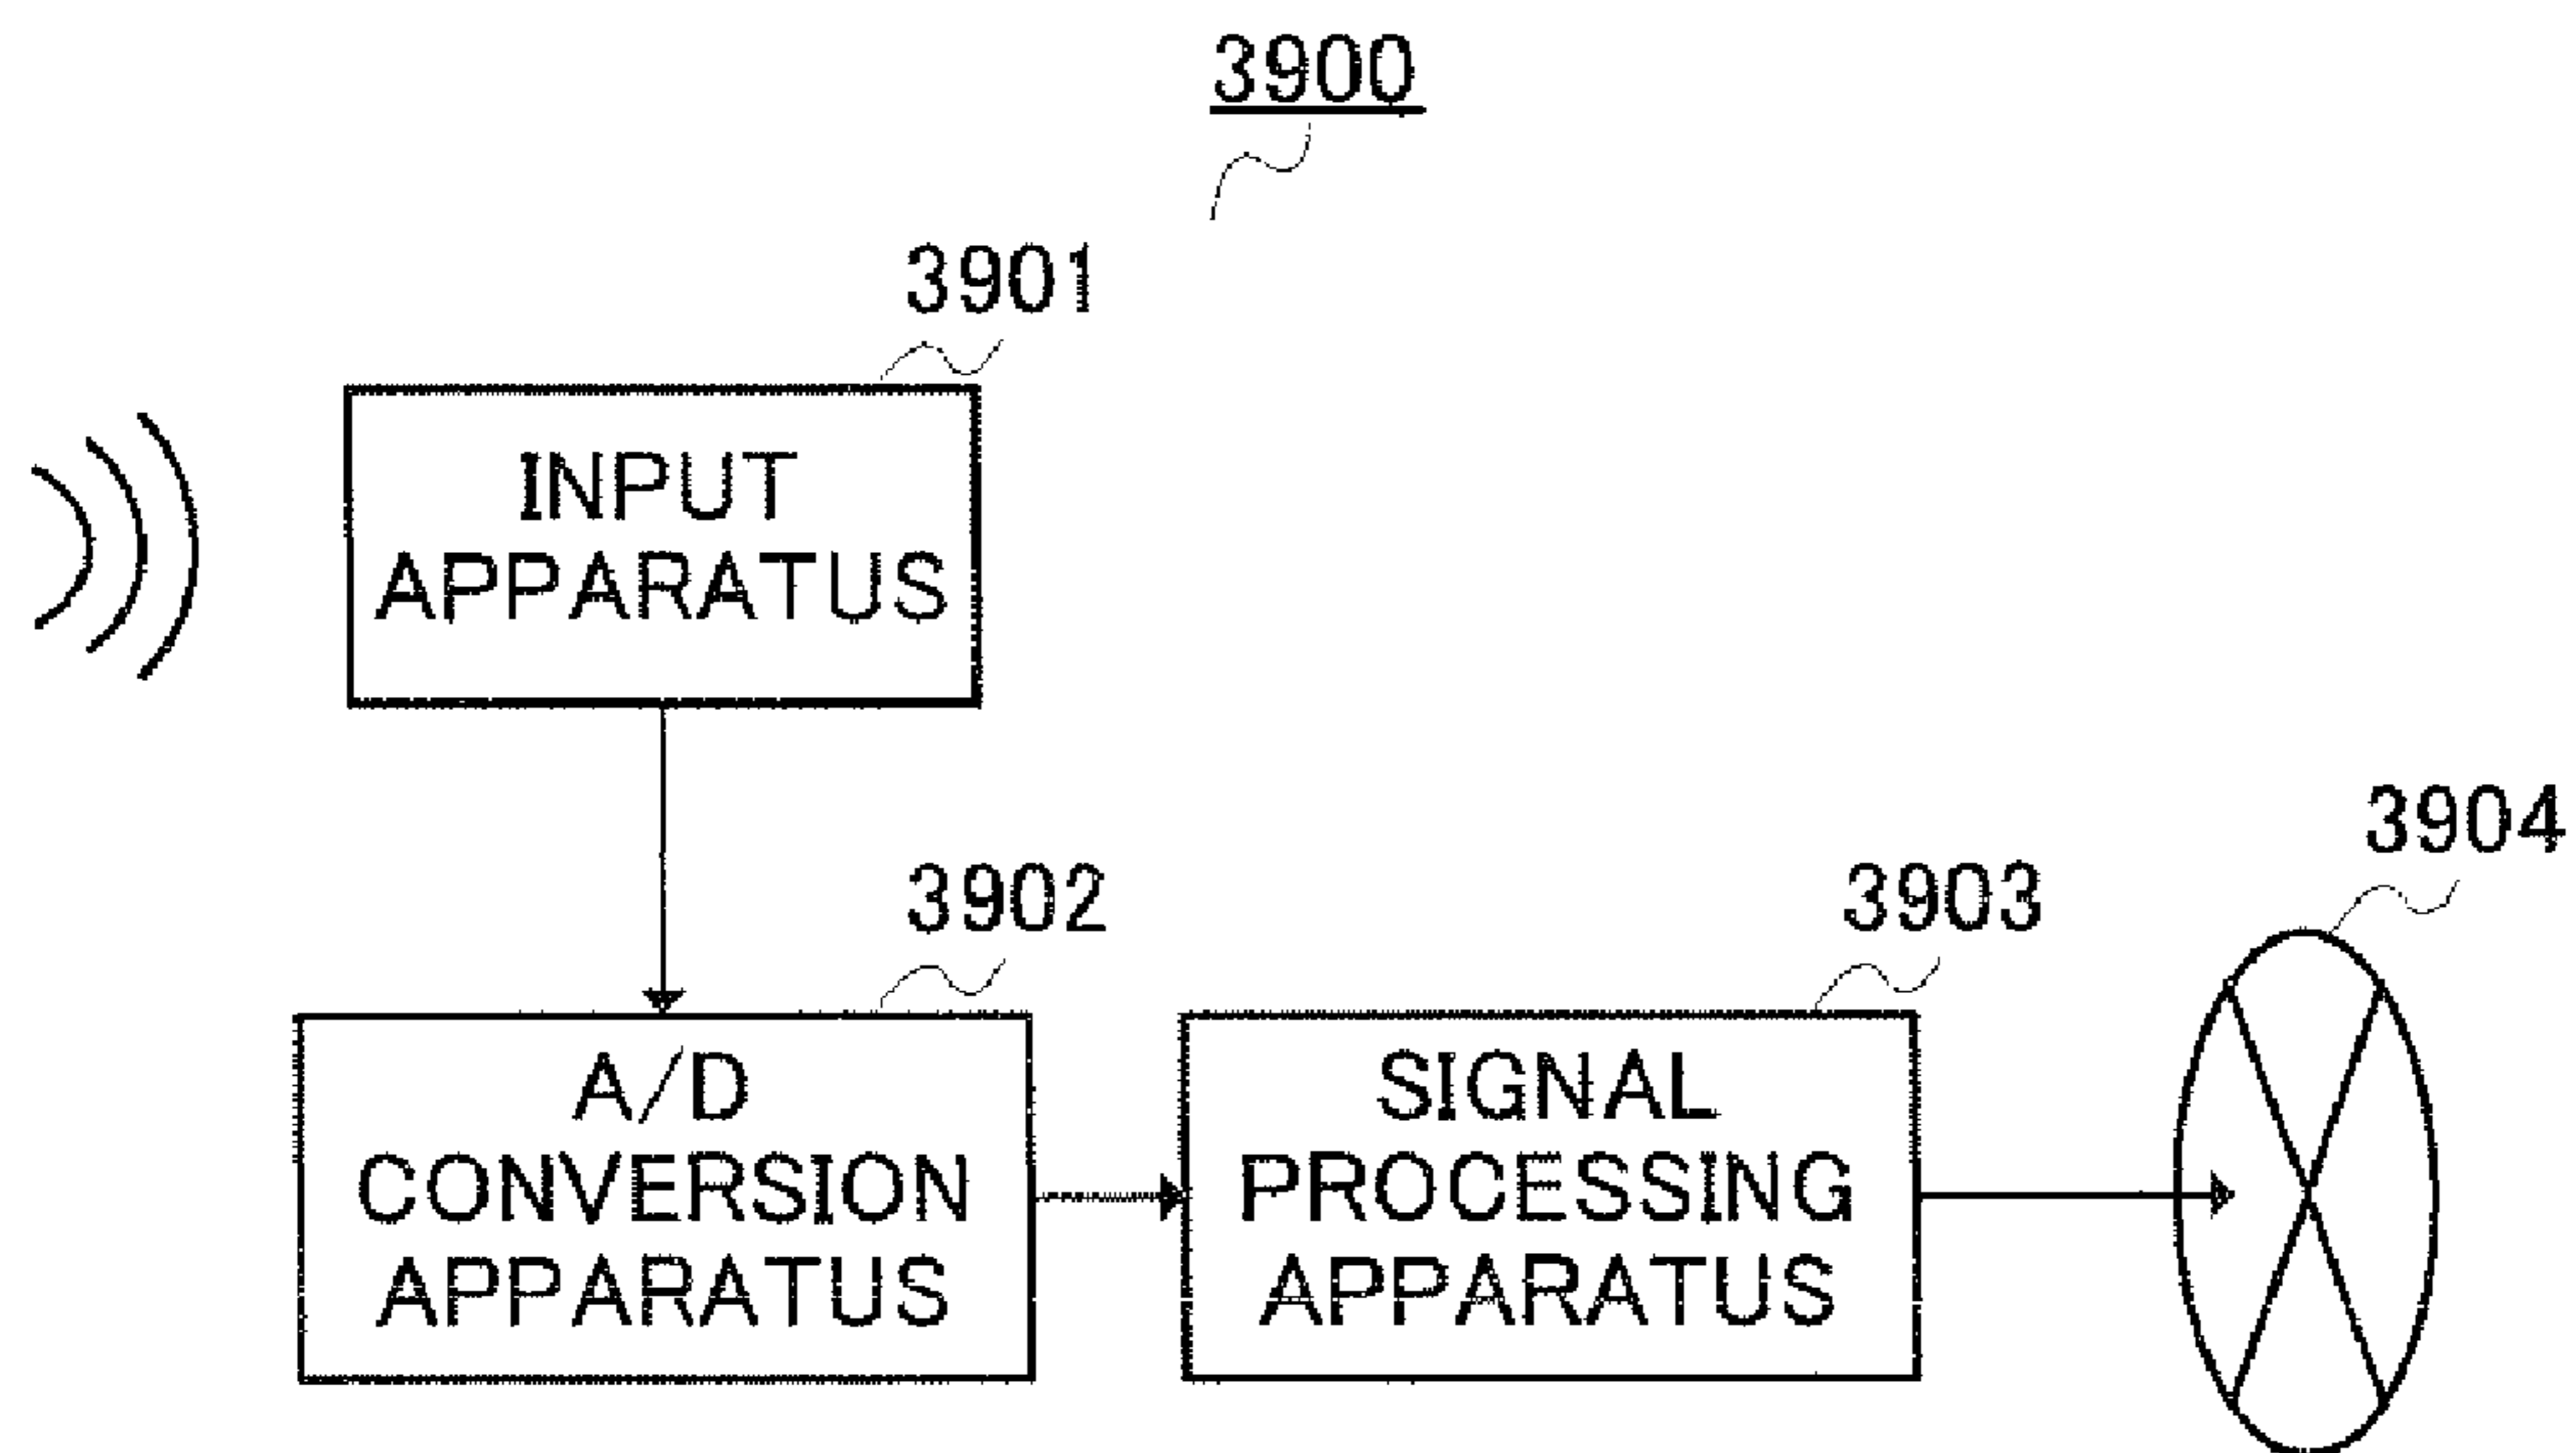 3900
3901
INPUT
APPARATUS
3902
A/D
CONVERSION
APPARATUS
3903
SIGNAL
PROCESSING
APPARATUS
3904